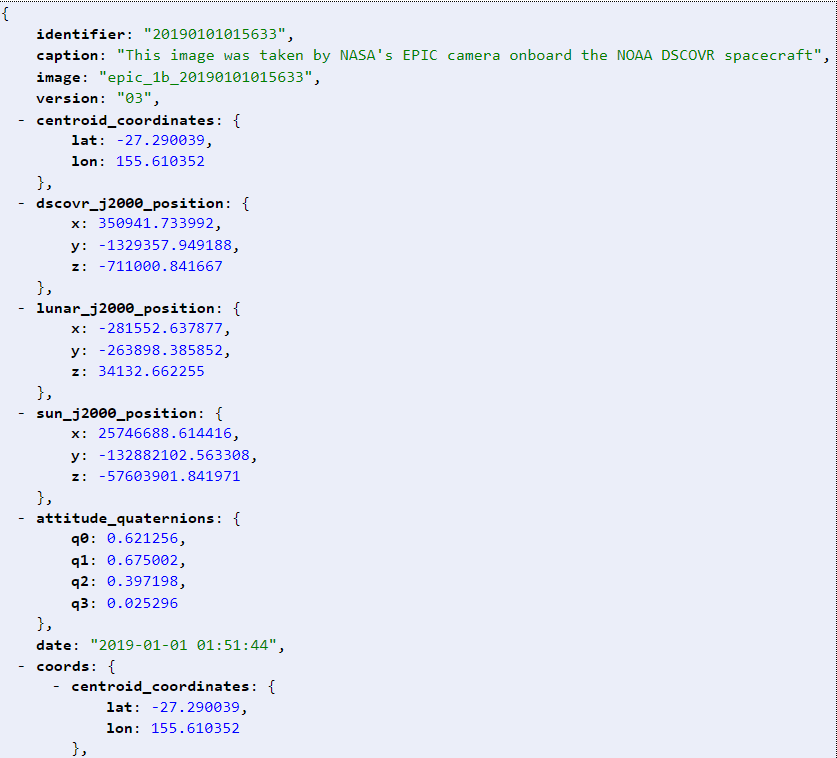 {
identifier: "20190101015633",
caption: "This image was taken by NASA's EPIC camera onboard the NOAA DSCOVR spacecraft",
image: "epic_1b_20190101015633",
version: "03",
- centroid_coordinates: {
lat: -27.290039,
lon: 155.610352
},
- dscovr_j2000_position: {
x: 350941.733992,
y: -1329357.949188,
z: -711000.841667
},
- lunar_j2000_position: {
x: -281552.637877,
y: -263898.385852,
z: 34132.662255
},
- sun_j2000_position: {
x: 25746688.614416,
y: -132882102.563308,
z: -57603901.841971
},
- attitude_quaternions: {
q0: 0.621256,
q1: 0.675002,
q2: 0.397198,
q3: 0.025296
},
date: "2019-01-01 01:51:44",
- coords: {
- centroid_coordinates: {
lat: -27.290039,
lon: 155.610352
},